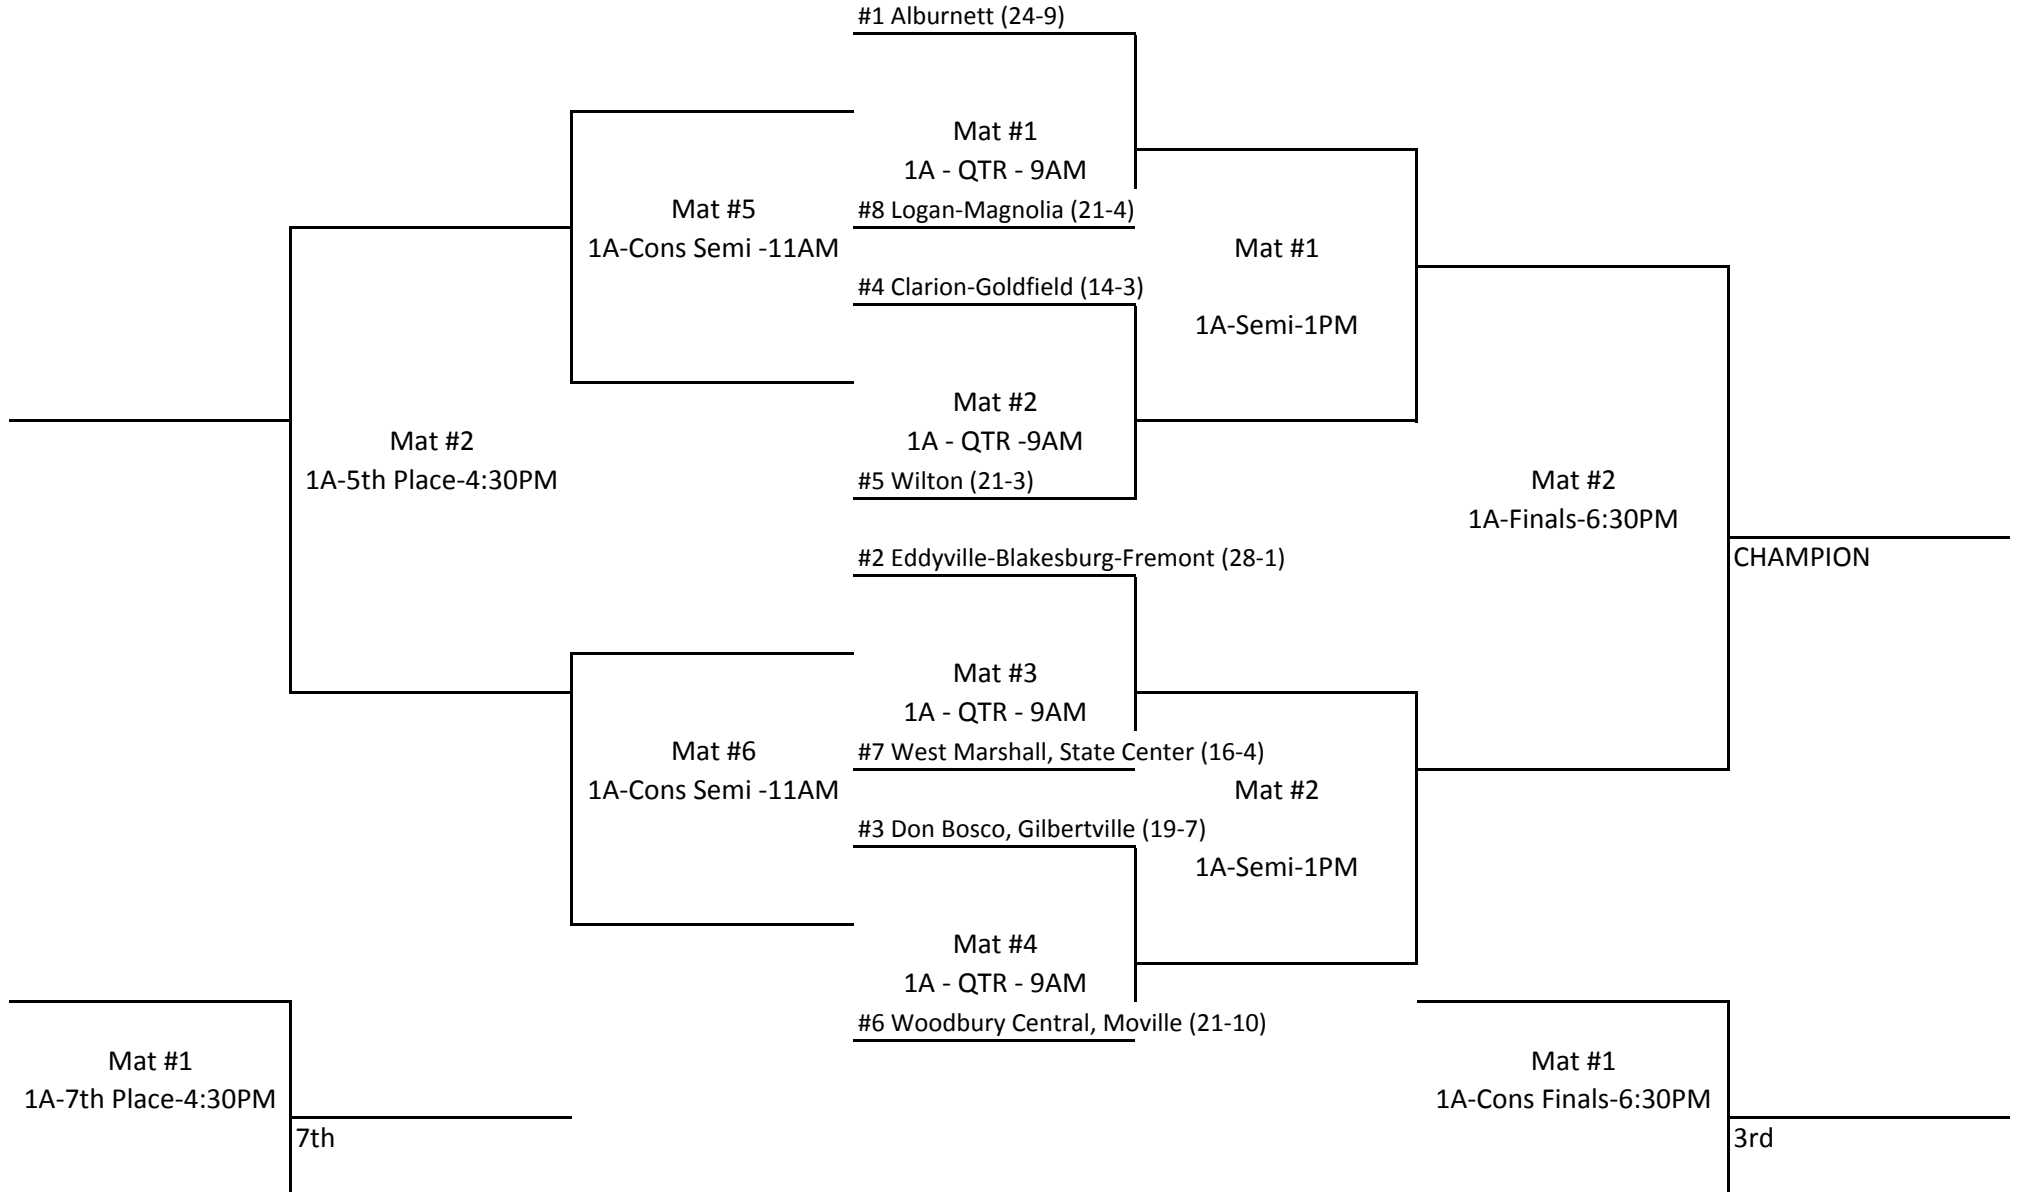 #1 Alburnett (24-9)
Mat #1
1A - QTR - 9AM
Mat #5
#8 Logan-Magnolia (21-4)
1A-Cons Semi -11AM
Mat #1
#4 Clarion-Goldfield (14-3)
1A-Semi-1PM
Mat #2
Mat #2
1A - QTR -9AM
1A-5th Place-4:30PM
#5 Wilton (21-3)
Mat #2
1A-Finals-6:30PM
#2 Eddyville-Blakesburg-Fremont (28-1)
CHAMPION
Mat #3
1A - QTR - 9AM
Mat #6
#7 West Marshall, State Center (16-4)
1A-Cons Semi -11AM
Mat #2
#3 Don Bosco, Gilbertville (19-7)
1A-Semi-1PM
Mat #4
1A - QTR - 9AM
#6 Woodbury Central, Moville (21-10)
Mat #1
1A-7th Place-4:30PM
Mat #1
1A-Cons Finals-6:30PM
7th
3rd